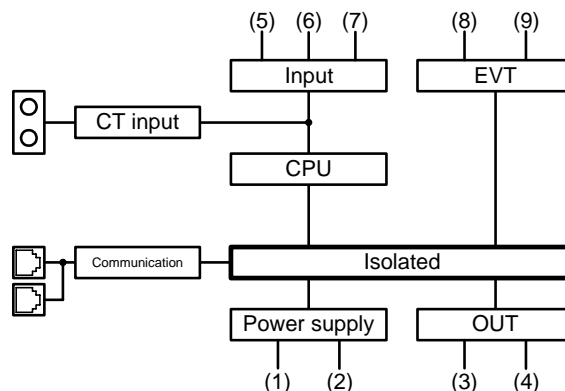 (5) (6) (7) (8) (9)
Input EVT
CT input
CPU
Communication Isolated
Power supply OUT
(1) (2) (3) (4)